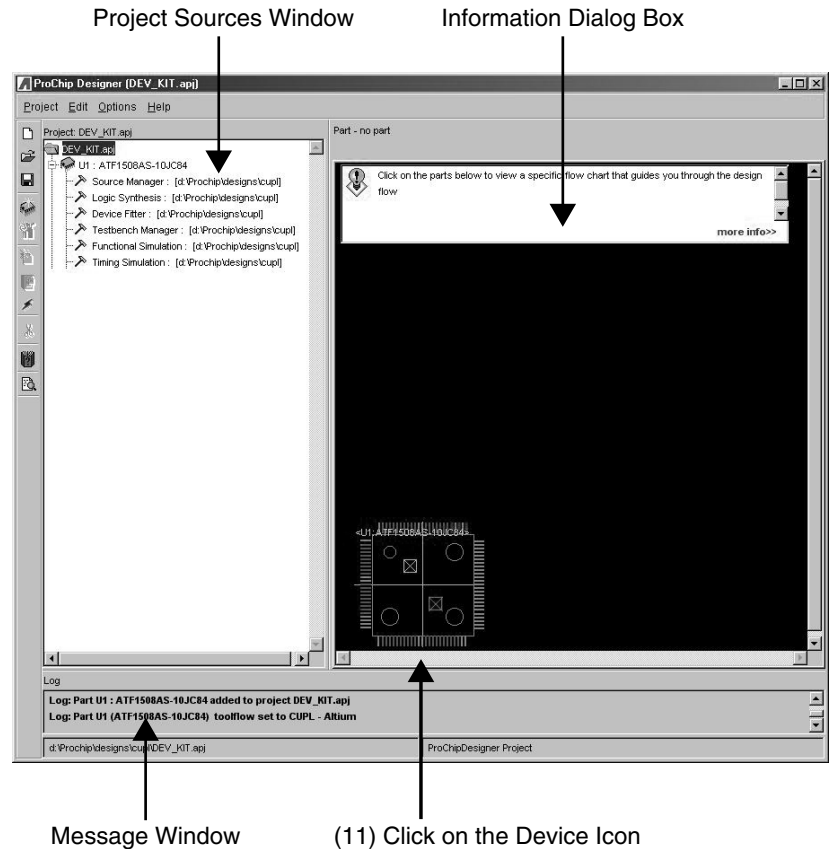 Project Sources Window
Information Dialog Box
ProChip Designer (DEV_KIT.apj)
Project Edit Options Help
Project: DEV_KIT.apj
Part - no part
DEV_KIT.apj
U1 : ATF1508AS-10JC84
Source Manager : [d:\Prochip\designs\cupl]
Logic Synthesis : [d:\Prochip\designs\cupl]
Device Fitter : [d:\Prochip\designs\cupl]
Testbench Manager : [d:\Prochip\designs\cupl]
Functional Simulation : [d:\Prochip\designs\cupl]
Timing Simulation : [d:\Prochip\designs\cupl]
Click on the parts below to view a specific flow chart that guides you through the design
flow
more info>>
<U1:ATF1508AS-10JC84>
Log
Log: Part U1 : ATF1508AS-10JC84 added to project DEV_KIT.apj
Log: Part U1 (ATF1508AS-10JC84) toolflow set to CUPL - Altium
d:\Prochip\designs\cupl\DEV_KIT.apj
ProChipDesigner Project
Message Window
(11) Click on the Device Icon